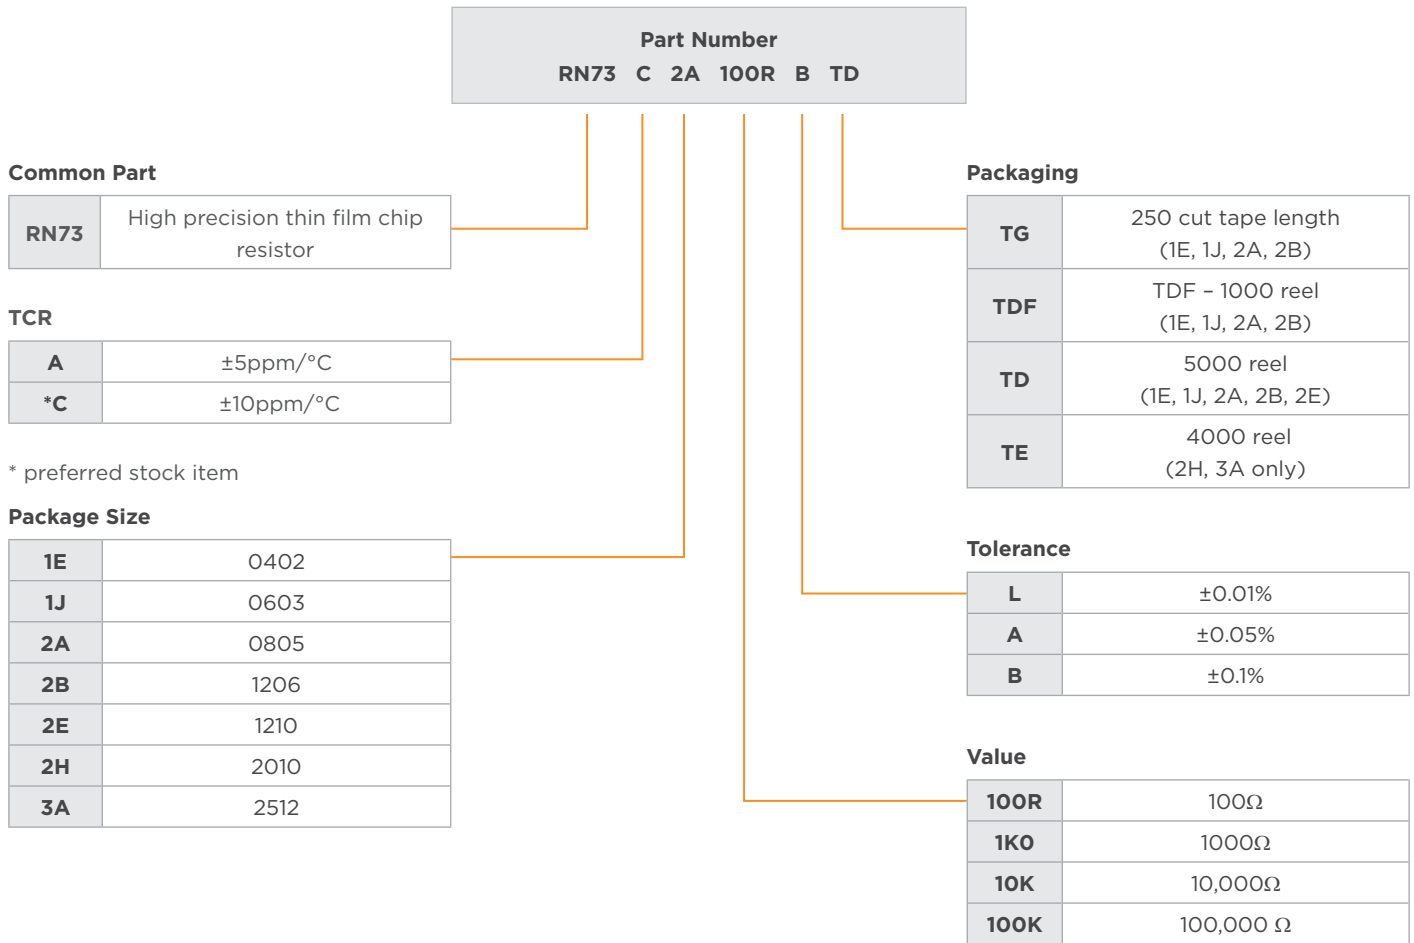 Part Number
RN73 C 2A 100R B TD
Common Part
RN73 High precision thin film chip
resistor
TCR
A ±5ppm/°C
*C ±10ppm/°C
* preferred stock item
Package Size
1E 0402
1J 0603
2A 0805
2B 1206
2E 1210
2H 2010
3A 2512
Packaging
TG 250 cut tape length
(1E, 1J, 2A, 2B)
TDF TDF – 1000 reel
(1E, 1J, 2A, 2B)
TD 5000 reel
(1E, 1J, 2A, 2B, 2E)
TE 4000 reel
(2H, 3A only)
Tolerance
L ±0.01%
A ±0.05%
B ±0.1%
Value
100R 100Ω
1K0 1000Ω
10K 10,000Ω
100K 100,000 Ω